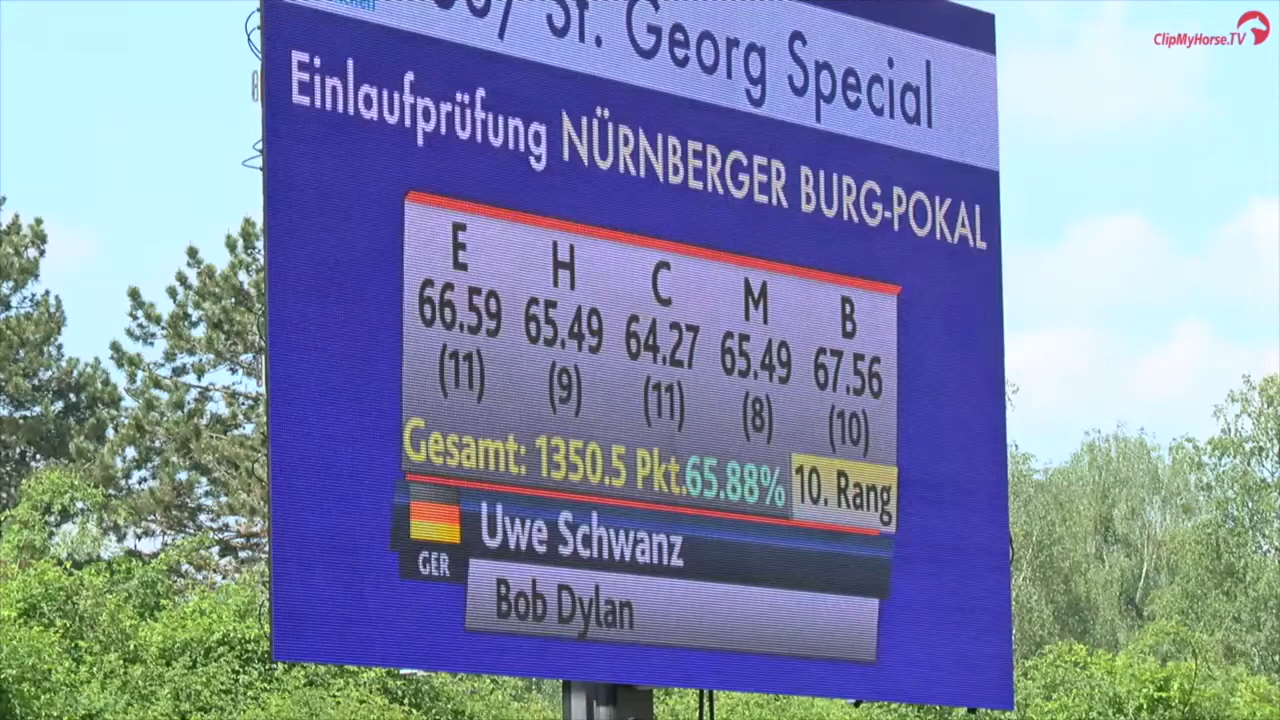 St. Georg Special
ClipMyHorse.TV
Einlaufprüfung NÜRNBERGER BURG-POKAL
E H C M B
66.59 65.49 64.27 65.49 67.56
(11) (9) (11) (8) (10)
Gesamt: 1350.5 Pkt. 65.88% 10. Rang
Uwe Schwanz
GER
Bob Dylan